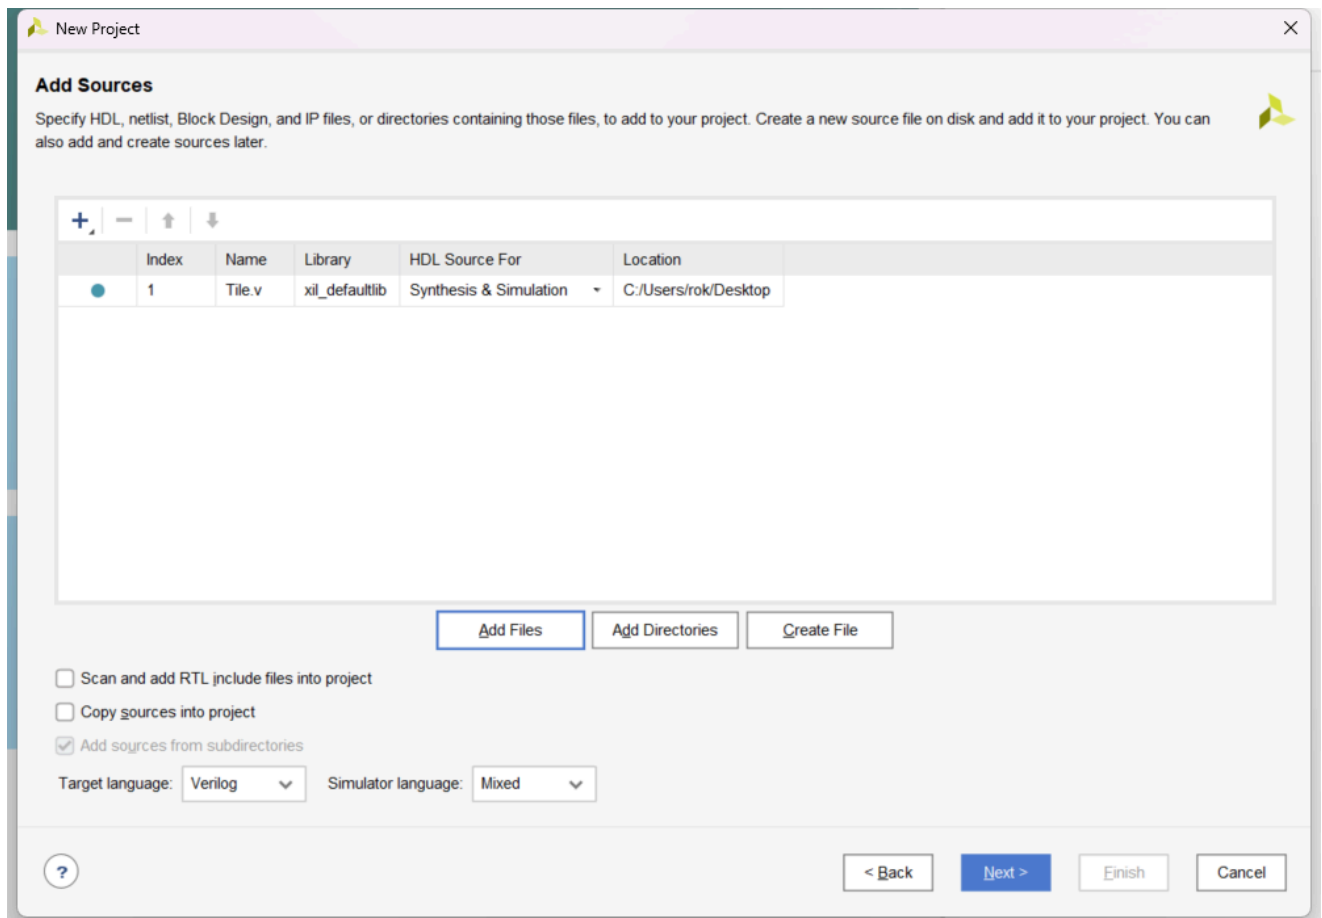 New Project
Add Sources
Specify HDL, netlist, Block Design, and IP files, or directories containing those files, to add to your project. Create a new source file on disk and add it to your project. You can
also add and create sources later.
Index Name Library HDL Source For Location
1 Tile.v xil_defaultlib Synthesis & Simulation C:/Users/rok/Desktop
Add Files Add Directories Create File
Scan and add RTL include files into project
Copy sources into project
Add sources from subdirectories
Target language: Verilog Simulator language: Mixed
? < Back Next > Finish Cancel